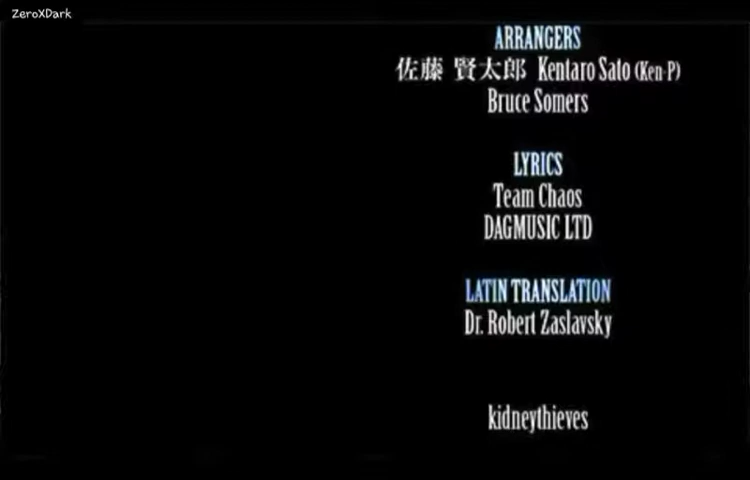 ZeroXDark
ARRANGERS
佐藤 賢太郎 Kentaro Sato (Ken-P)
Bruce Somers
LYRICS
Team Chaos
DAGMUSIC LTD
LATIN TRANSLATION
Dr. Robert Zaslavsky
kidneythieves